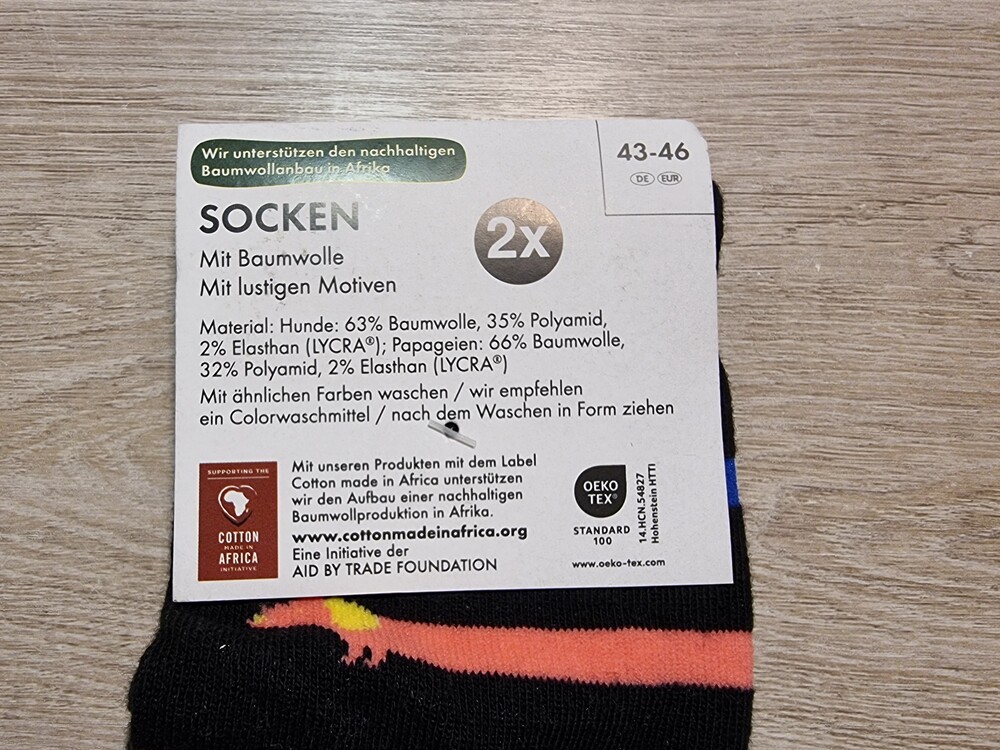 Wir unterstützen den nachhaltigen
Baumwollanbau in Afrika
43-46
DE EUR
SOCKEN
2x
Mit Baumwolle
Mit lustigen Motiven
Material: Hunde: 63% Baumwolle, 35% Polyamid,
2% Elasthan (LYCRA®); Papageien: 66% Baumwolle,
32% Polyamid, 2% Elasthan (LYCRA®)
Mit ähnlichen Farben waschen / wir empfehlen
ein Colorwaschmittel / nach dem Waschen in Form ziehen
SUPPORTING THE
COTTON
MADE IN
AFRICA
INITIATIVE
Mit unseren Produkten mit dem Label
Cotton made in Africa unterstützen
wir den Aufbau einer nachhaltigen
Baumwollproduktion in Afrika.
www.cottonmadeinafrica.org
Eine Initiative der
AID BY TRADE FOUNDATION
OEKO
TEX®
STANDARD
100
14.HCN.54827
Hohenstein HTTI
www.oeko-tex.com